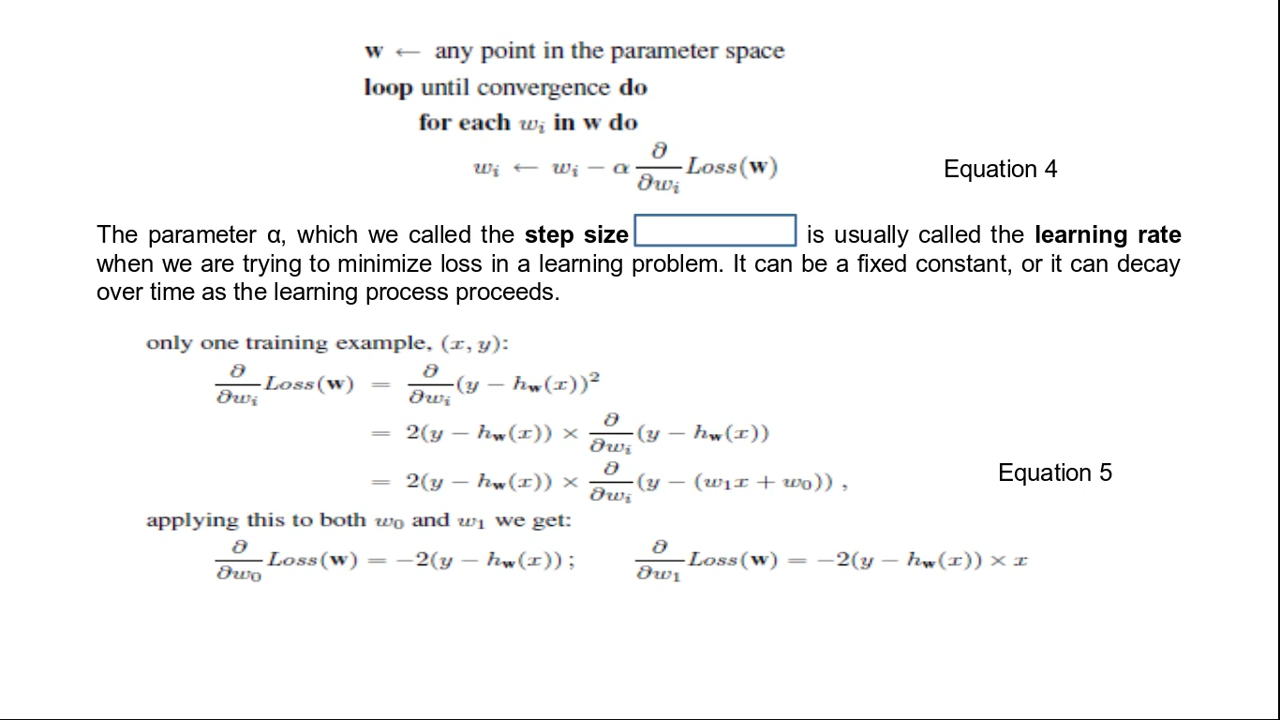 w ← any point in the parameter space
loop until convergence do
for each wᵢ in w do
wᵢ ← wᵢ − α ∂/∂wᵢ Loss(w)
Equation 4
The parameter α, which we called the step size is usually called the learning rate
when we are trying to minimize loss in a learning problem. It can be a fixed constant, or it can decay
over time as the learning process proceeds.
only one training example, (x, y):
∂/∂wᵢ Loss(w) = ∂/∂wᵢ (y − h_w(x))²
= 2(y − h_w(x)) × ∂/∂wᵢ (y − h_w(x))
= 2(y − h_w(x)) × ∂/∂wᵢ (y − (w₁x + w₀)) ,
Equation 5
applying this to both w₀ and w₁ we get:
∂/∂w₀ Loss(w) = −2(y − h_w(x)) ; ∂/∂w₁ Loss(w) = −2(y − h_w(x)) × x